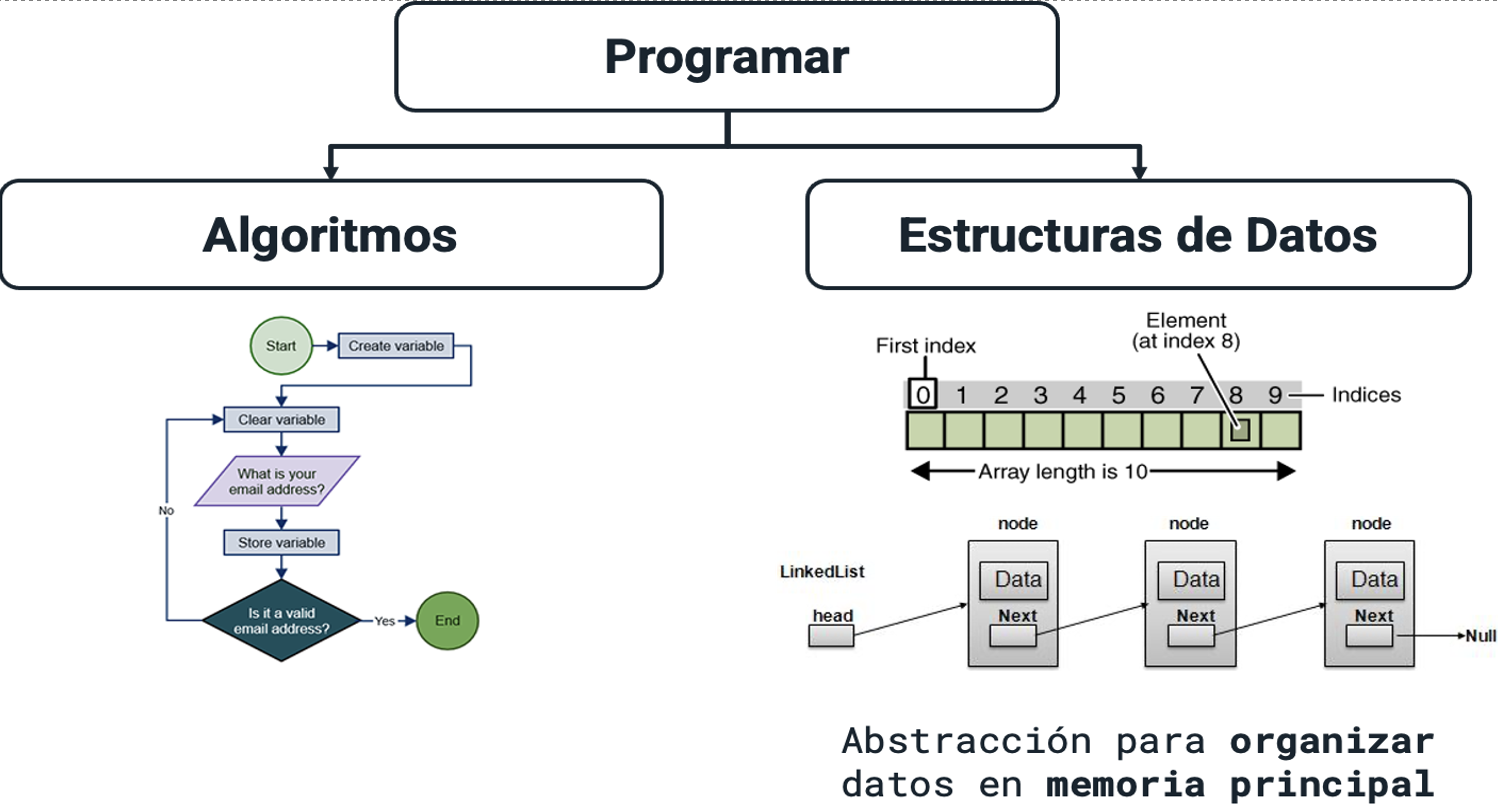 Programar
Algoritmos
Estructuras de Datos
Start
Create variable
Clear variable
What is your
email address?
No
Store variable
Is it a valid
email address?
Yes
End
Element
(at index 8)
First index
0 1 2 3 4 5 6 7 8 9
Indices
Array length is 10
node
node
node
LinkedList
Data
Data
Data
head
Next
Next
Next
Null
Abstracción para organizar
datos en memoria principal